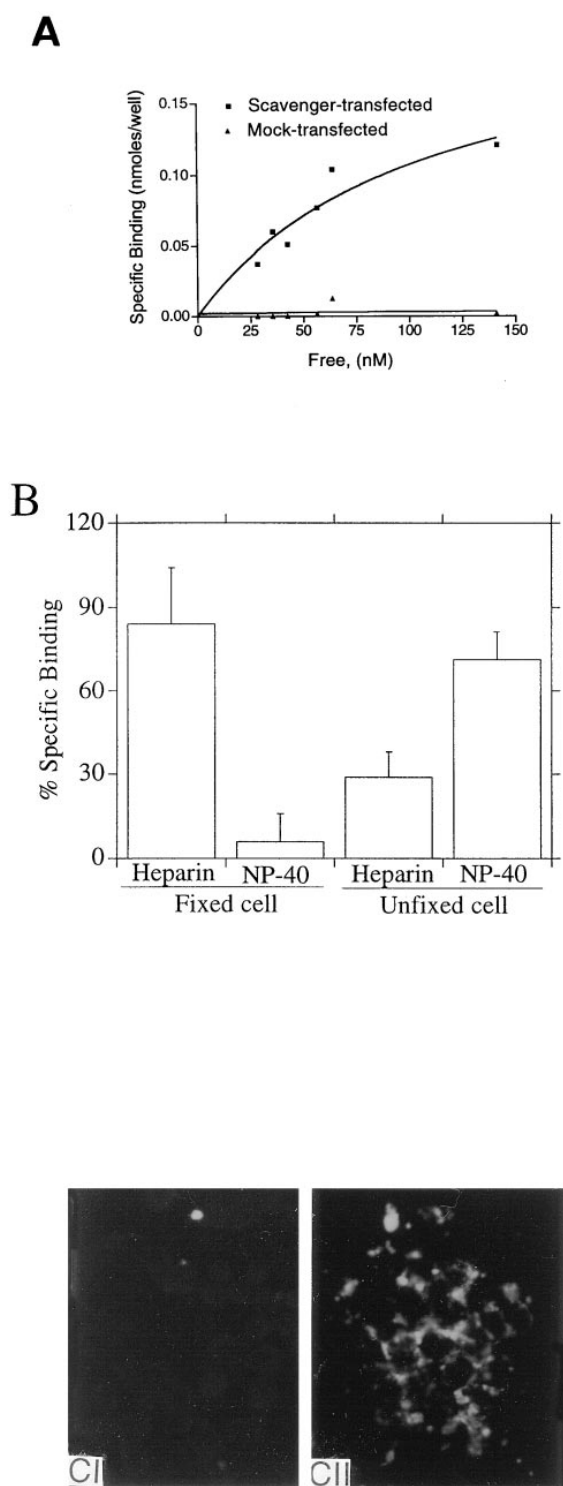 A
0.15
0.10
0.05
0.00
Specific Binding (nmoles/well)
Scavenger-transfected
Mock-transfected
0 25 50 75 100 125 150
Free, (nM)
B
120
90
60
30
0
% Specific Binding
Heparin NP-40 Heparin NP-40
Fixed cell Unfixed cell
CI CII